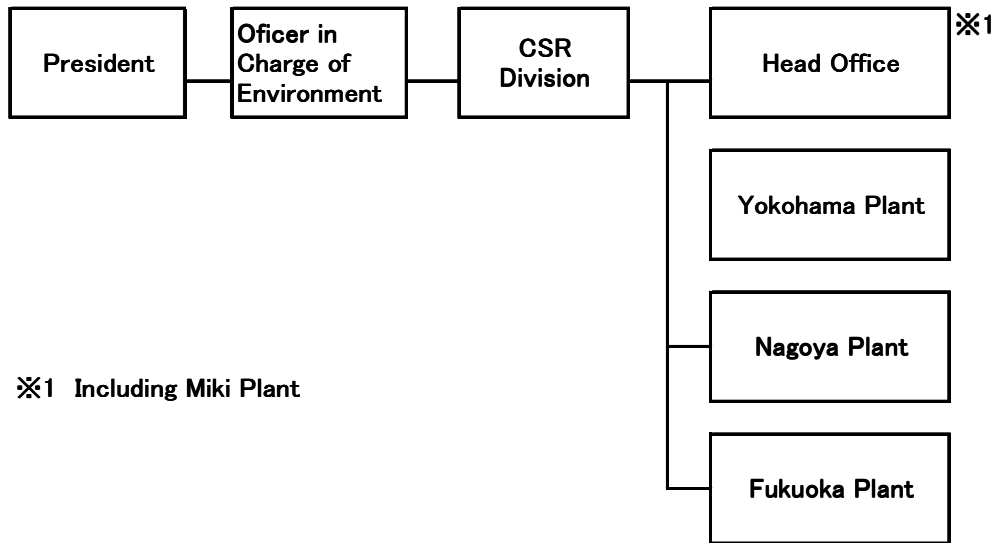 President
Oficer in
Charge of
Environment
CSR
Division
Head Office
※1
Yokohama Plant
Nagoya Plant
※1 Including Miki Plant
Fukuoka Plant